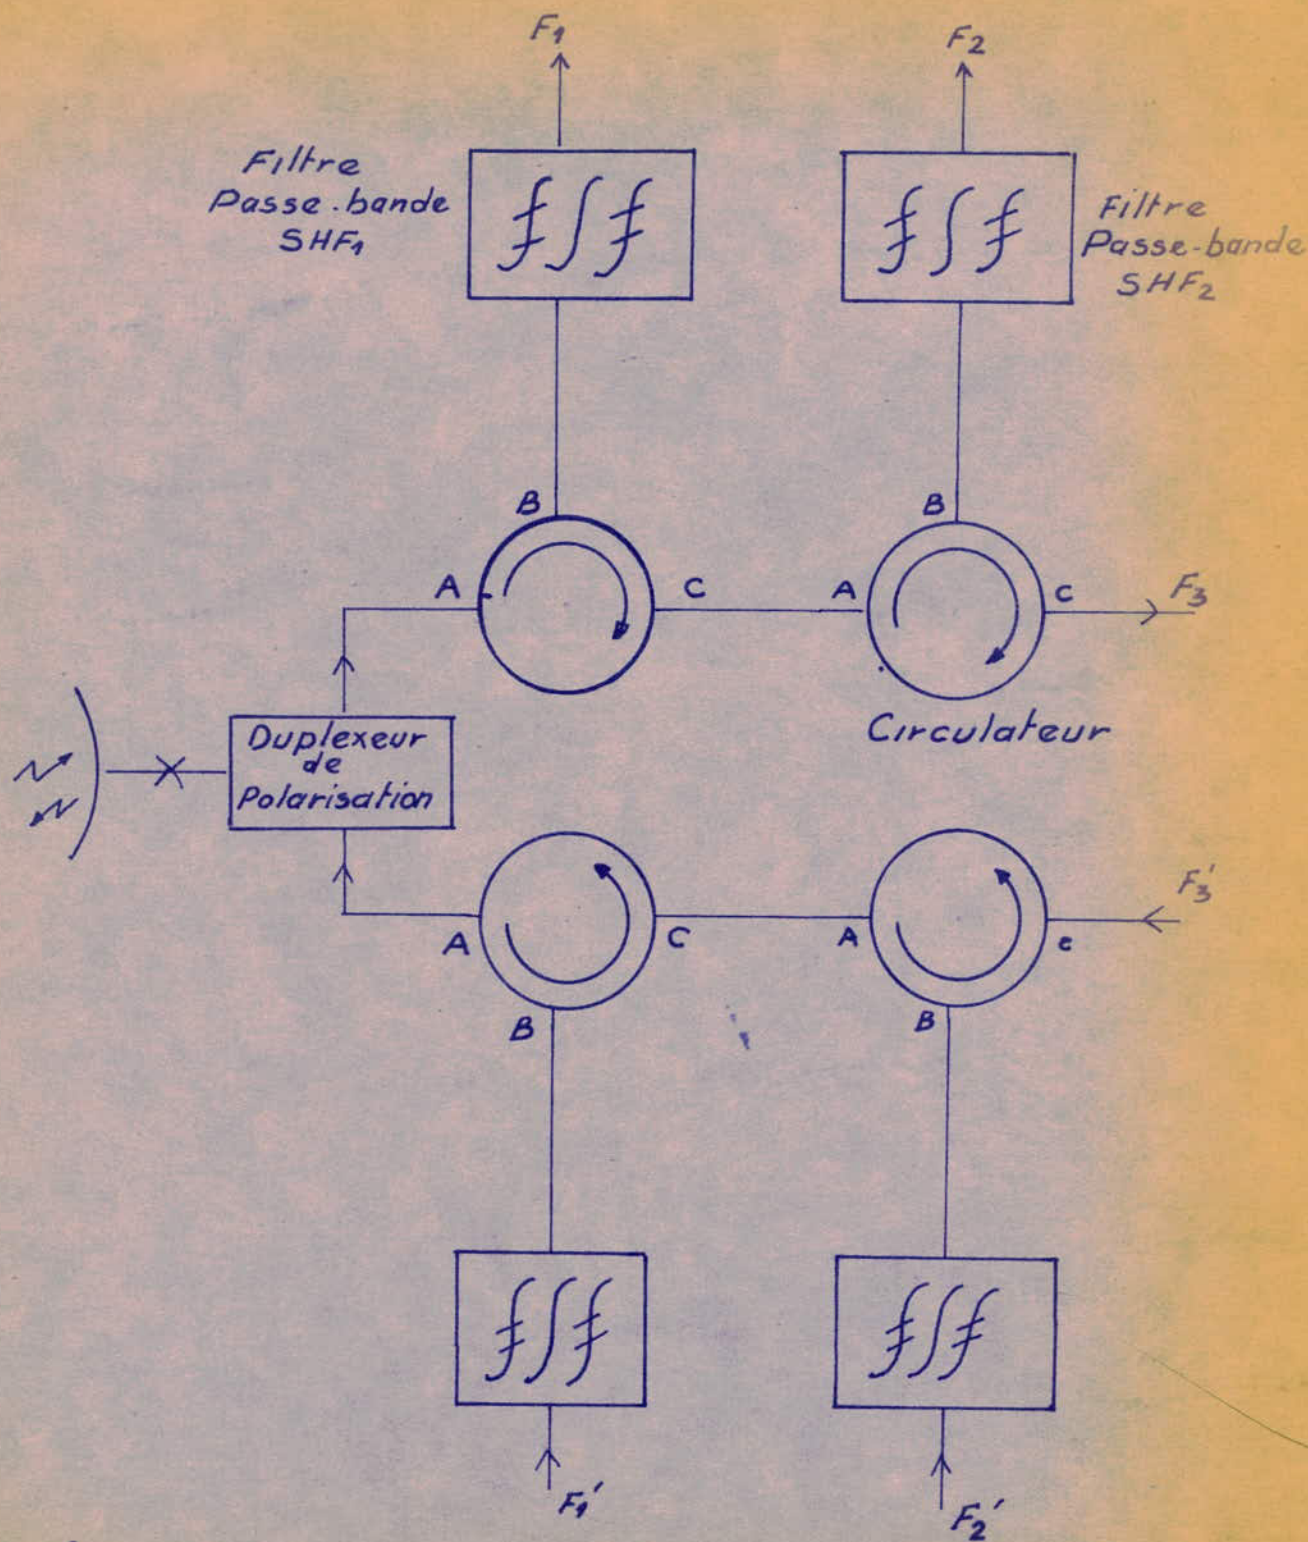 F₁
F₂
Filtre
Passe-bande
SHF₁
Filtre
Passe-bande
SHF₂
B
B
A
C
A
C
F₃
Circulateur
Duplexeur
de
Polarisation
A
C
A
c
F₃'
B
B
F₁'
F₂'